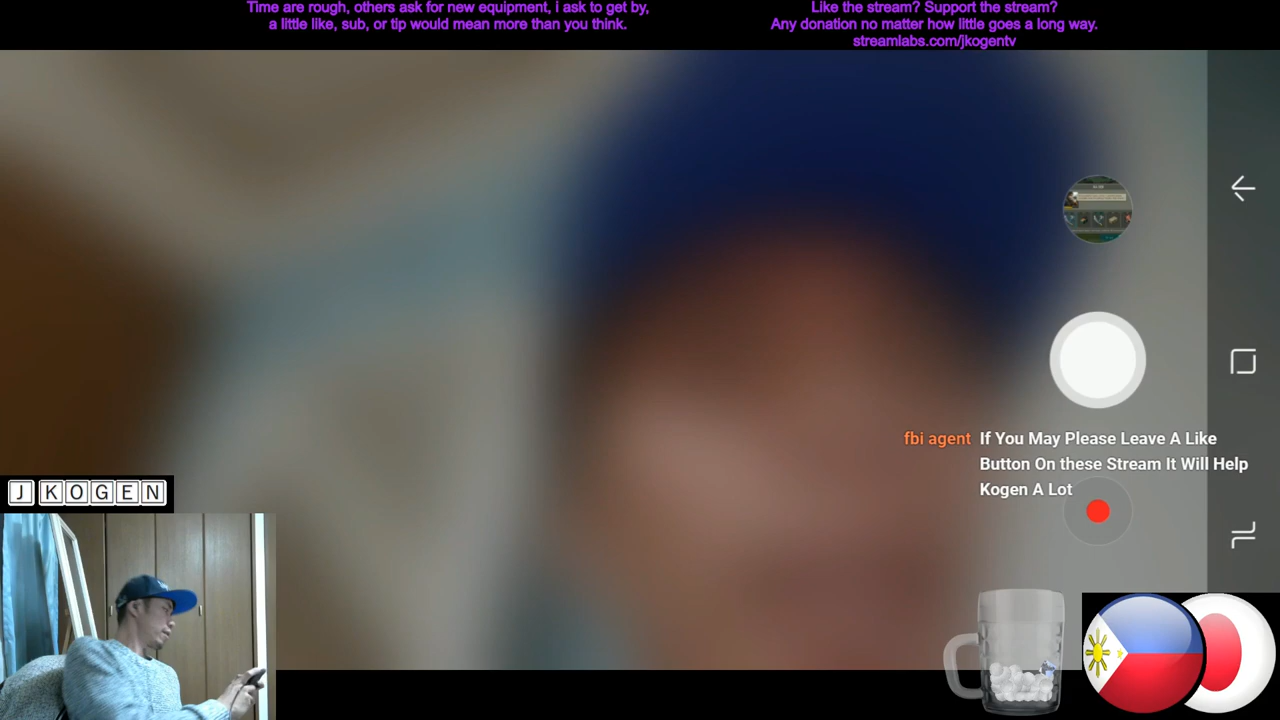 Time are rough, others ask for new equipment, i ask to get by,
a little like, sub, or tip would mean more than you think.
Like the stream? Support the stream?
Any donation no matter how little goes a long way.
streamlabs.com/jkogentv
fbi agent If You May Please Leave A Like
Button On these Stream It Will Help
Kogen A Lot
J KOGEN